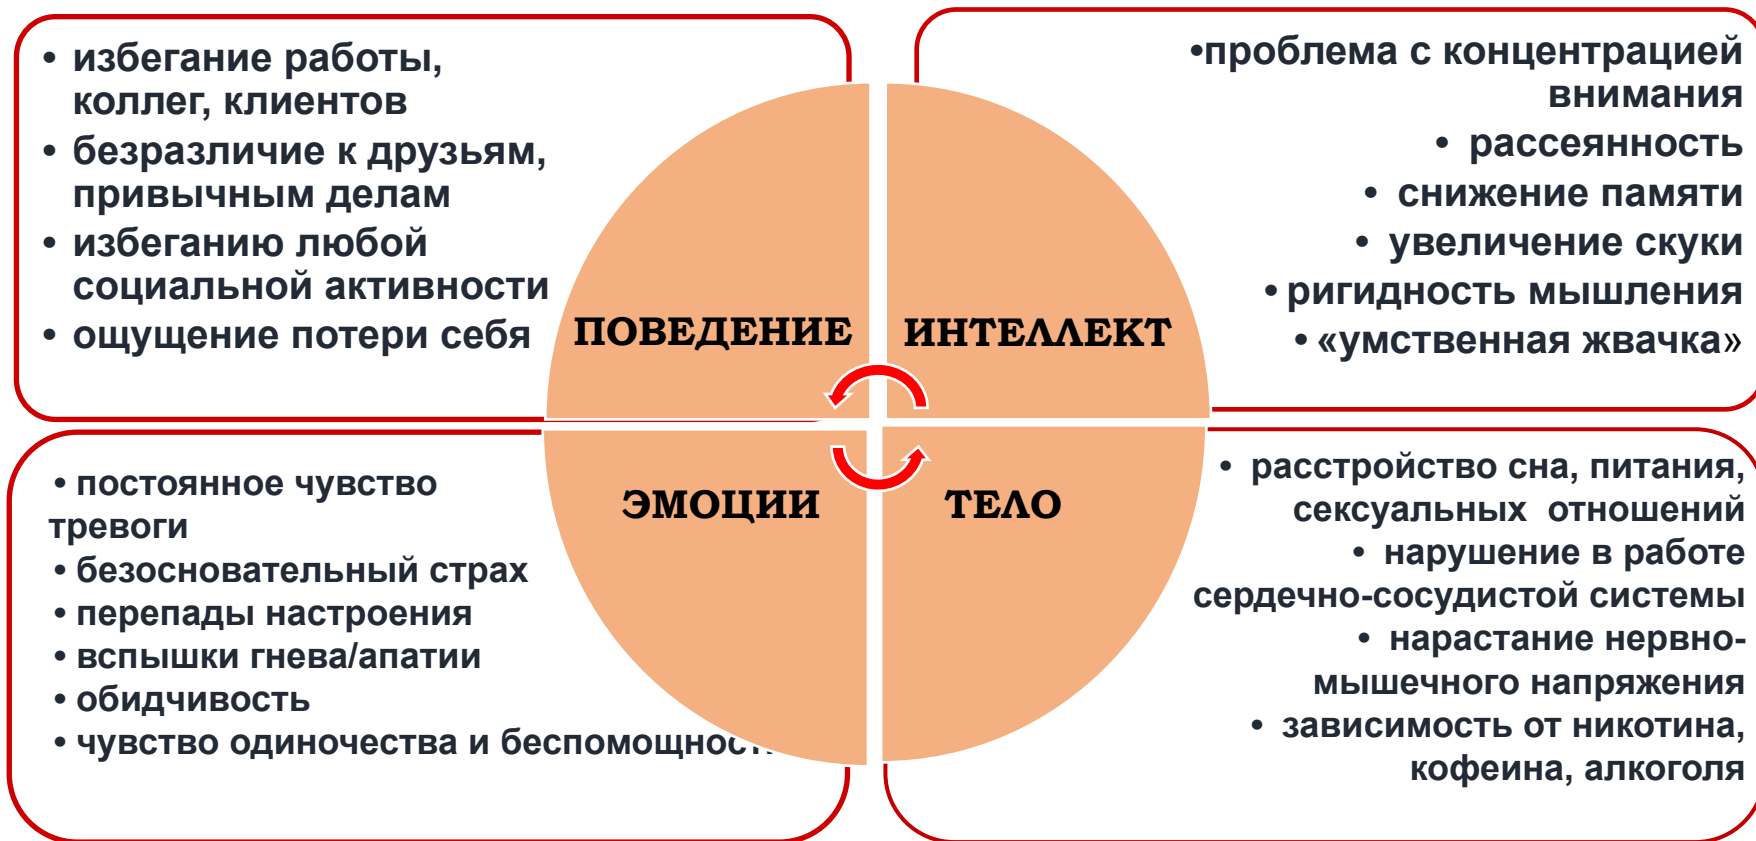 • избегание работы,
коллег, клиентов
• безразличие к друзьям,
привычным делам
• избеганию любой
социальной активности
• ощущение потери себя
ПОВЕДЕНИЕ
•проблема с концентрацией
внимания
• рассеянность
• снижение памяти
• увеличение скуки
• ригидность мышления
• «умственная жвачка»
ИНТЕЛЛЕКТ
• постоянное чувство
тревоги
• безосновательный страх
• перепады настроения
• вспышки гнева/апатии
• обидчивость
• чувство одиночества и беспомощност
ЭМОЦИИ
• расстройство сна, питания,
сексуальных отношений
• нарушение в работе
сердечно-сосудистой системы
• нарастание нервно-
мышечного напряжения
• зависимость от никотина,
кофеина, алкоголя
ТЕЛО